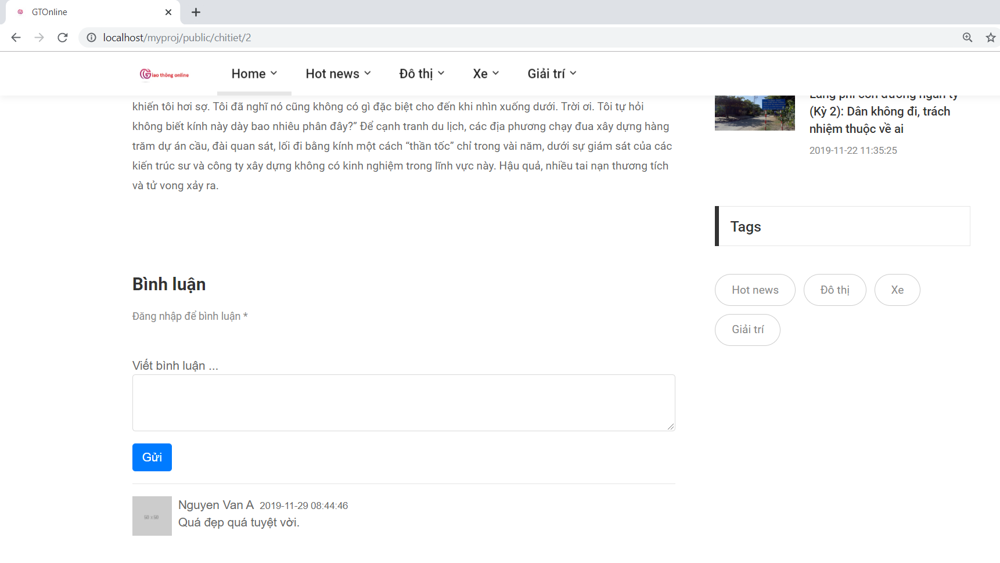 GTOnline
localhost/myproj/public/chitiet/2
Giao thông online
Home
Hot news
Đô thị
Xe
Giải trí
khiến tôi hơi sợ. Tôi đã nghĩ nó cũng không có gì đặc biệt cho đến khi nhìn xuống dưới. Trời ơi. Tôi tự hỏi
không biết kính này dày bao nhiêu phân đây?” Để cạnh tranh du lịch, các địa phương chạy đua xây dựng hàng
trăm dự án cầu, đài quan sát, lối đi bằng kính một cách “thần tốc” chỉ trong vài năm, dưới sự giám sát của các
kiến trúc sư và công ty xây dựng không có kinh nghiệm trong lĩnh vực này. Hậu quả, nhiều tai nạn thương tích
và tử vong xảy ra.
Bình luận
Đăng nhập để bình luận *
Viết bình luận ...
Gửi
50 x 50
Nguyen Van A 2019-11-29 08:44:46
Quá đẹp quá tuyệt vời.
Lãng phí con đường ngàn tỷ
(Kỳ 2): Dân không đi, trách
nhiệm thuộc về ai
2019-11-22 11:35:25
Tags
Hot news
Đô thị
Xe
Giải trí